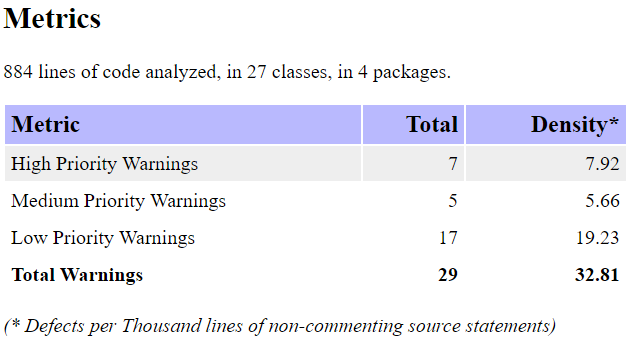 Metrics
884 lines of code analyzed, in 27 classes, in 4 packages.
Metric Total Density*
High Priority Warnings 7 7.92
Medium Priority Warnings 5 5.66
Low Priority Warnings 17 19.23
Total Warnings 29 32.81
(* Defects per Thousand lines of non-commenting source statements)